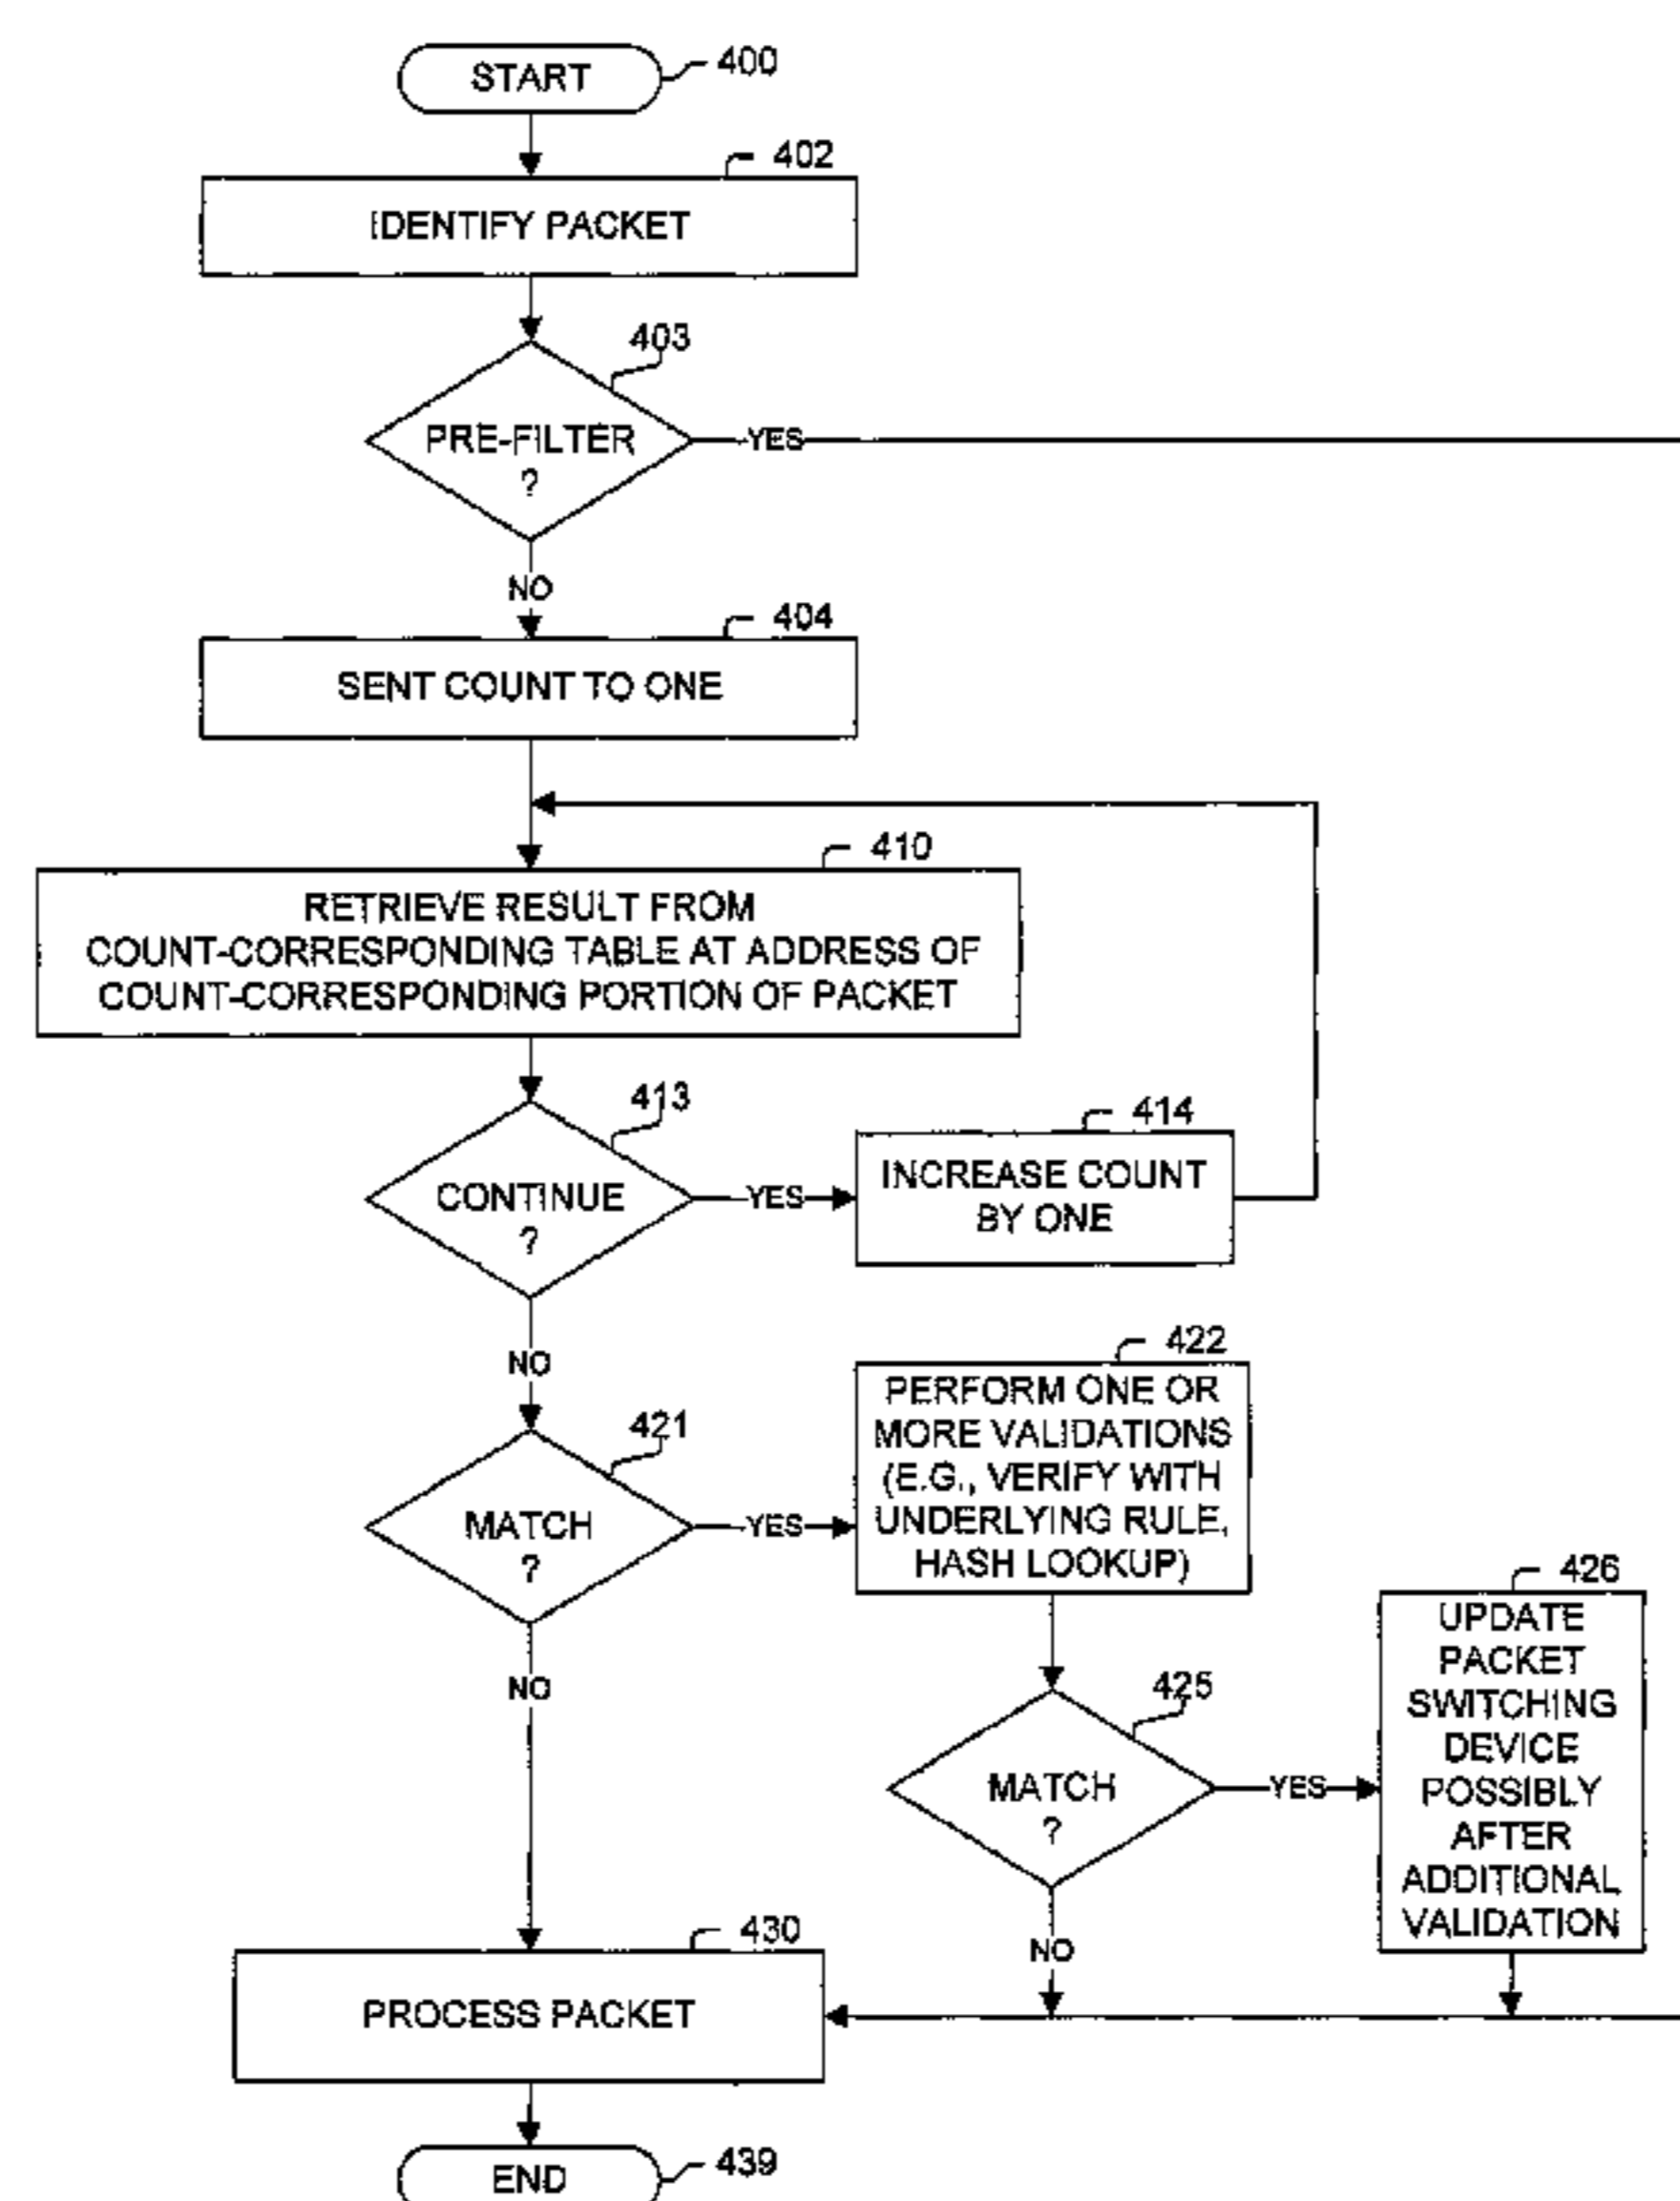 START
400
402
IDENTIFY PACKET
403
PRE-FILTER
?
YES
NO
404
SENT COUNT TO ONE
410
RETRIEVE RESULT FROM
COUNT-CORRESPONDING TABLE AT ADDRESS OF
COUNT-CORRESPONDING PORTION OF PACKET
413
CONTINUE
?
YES
414
INCREASE COUNT
BY ONE
NO
421
MATCH
?
YES
422
PERFORM ONE OR
MORE VALIDATIONS
(E.G., VERIFY WITH
UNDERLYING RULE,
HASH LOOKUP)
NO
425
MATCH
?
YES
426
UPDATE
PACKET
SWITCHING
DEVICE
POSSIBLY
AFTER
ADDITIONAL
VALIDATION
NO
430
PROCESS PACKET
END
439